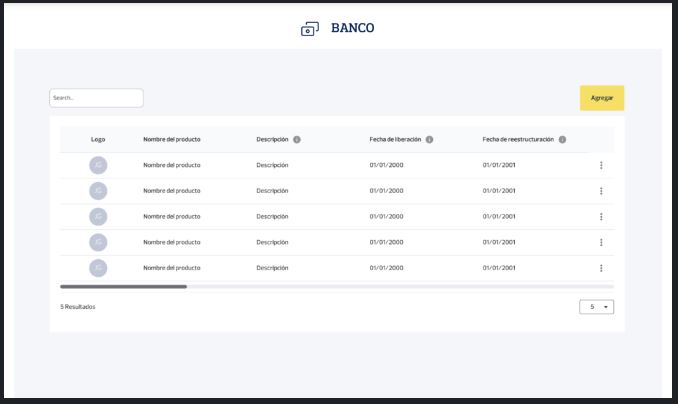 BANCO
Search...
Agregar
Logo Nombre del producto Descripción Fecha de liberación Fecha de reestructuración
JG Nombre del producto Descripción 01/01/2000 01/01/2001
JG Nombre del producto Descripción 01/01/2000 01/01/2001
JG Nombre del producto Descripción 01/01/2000 01/01/2001
JG Nombre del producto Descripción 01/01/2000 01/01/2001
JG Nombre del producto Descripción 01/01/2000 01/01/2001
5 Resultados 5